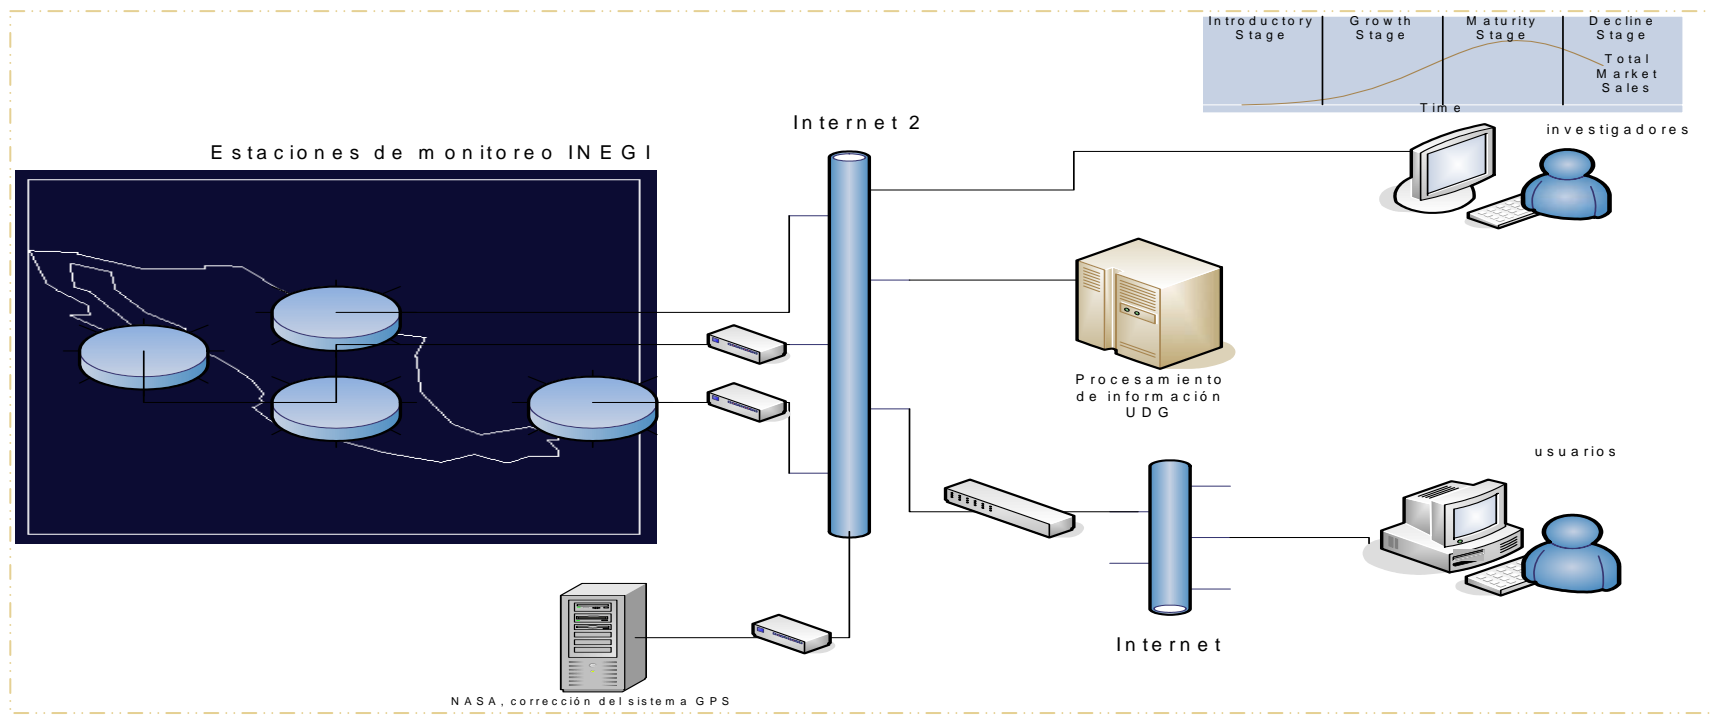 Introductory Stage
Growth Stage
Maturity Stage
Decline Stage
Total
Market
Sales
Time
Internet 2
investigadores
Estaciones de monitoreo INEGI
Procesamiento
de información
UDG
usuarios
Internet
NASA, corrección del sistema GPS